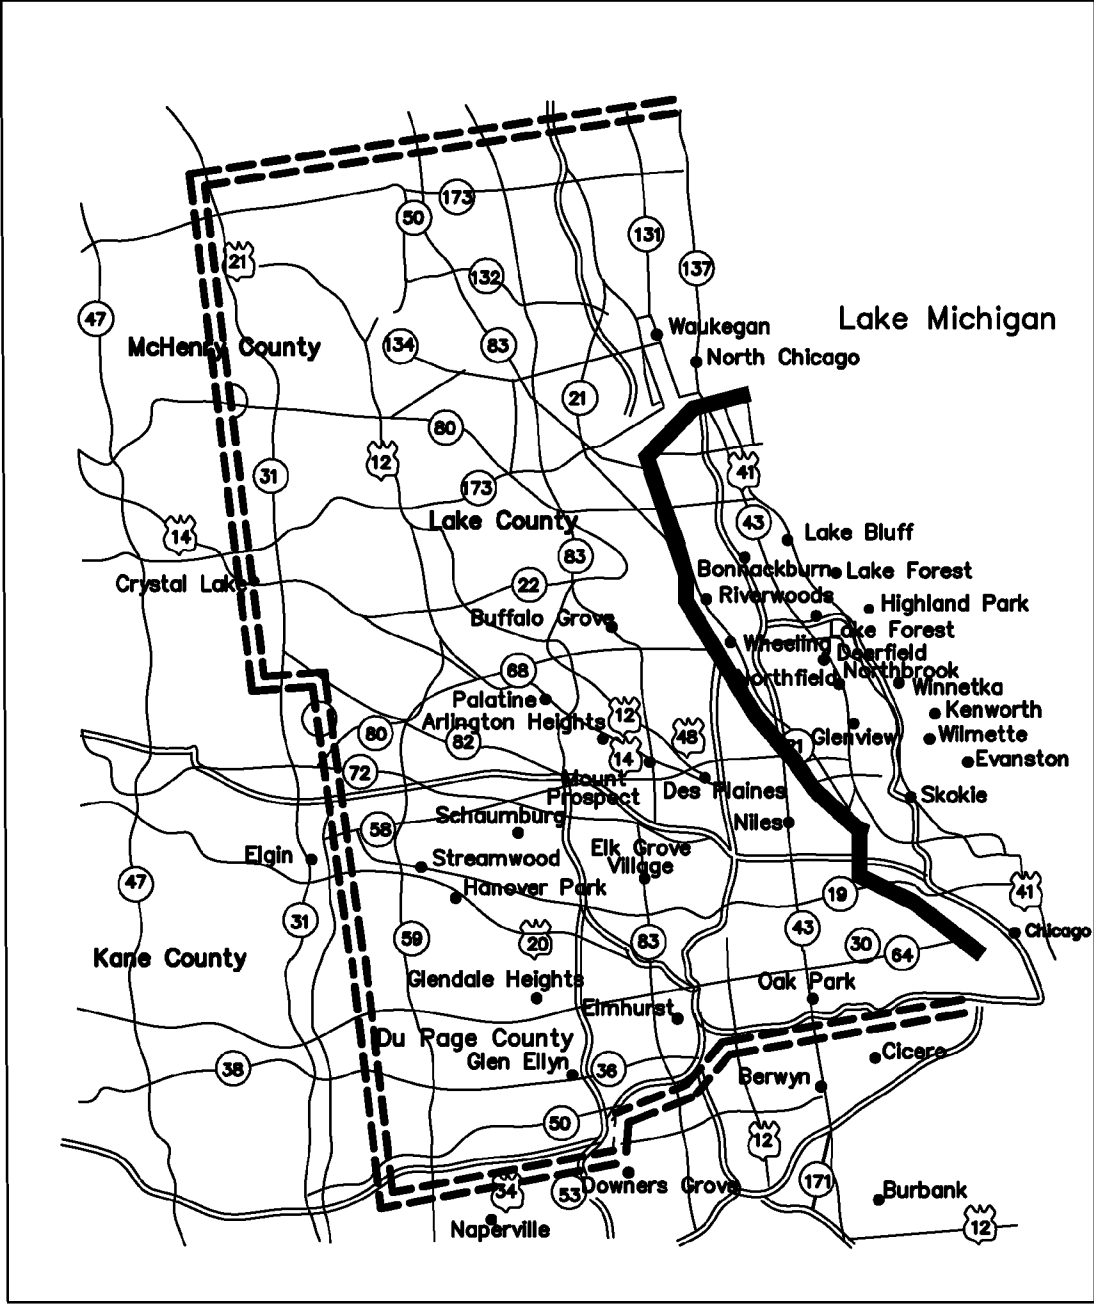 173
50
131
21
137
132
47
Lake Michigan
Waukegan
McHenry County
134
83
North Chicago
21
80
12
41
31
173
43
Lake County
14
Lake Bluff
83
Bonnackburn
Lake Forest
Crystal Lake
22
Riverwoods
Highland Park
Buffalo Grove
Lake Forest
Wheeling
Deerfield
68
Northfield
Northbrook
Winnetka
Palatine
Kenworth
12
Arlington Heights
80
82
48
Glenview
Wilmette
14
Evanston
72
Mount
Prospect
Des Plaines
Skokie
Schaumburg
58
Niles
Elk Grove
Village
Elgin
Streamwood
47
Hanover Park
19
41
31
59
20
83
43
30
64
Chicago
Kane County
Glendale Heights
Oak Park
Elmhurst
Du Page County
Cicero
Glen Ellyn
38
36
Berwyn
50
12
34
53
Downers Grove
171
Burbank
Naperville
12